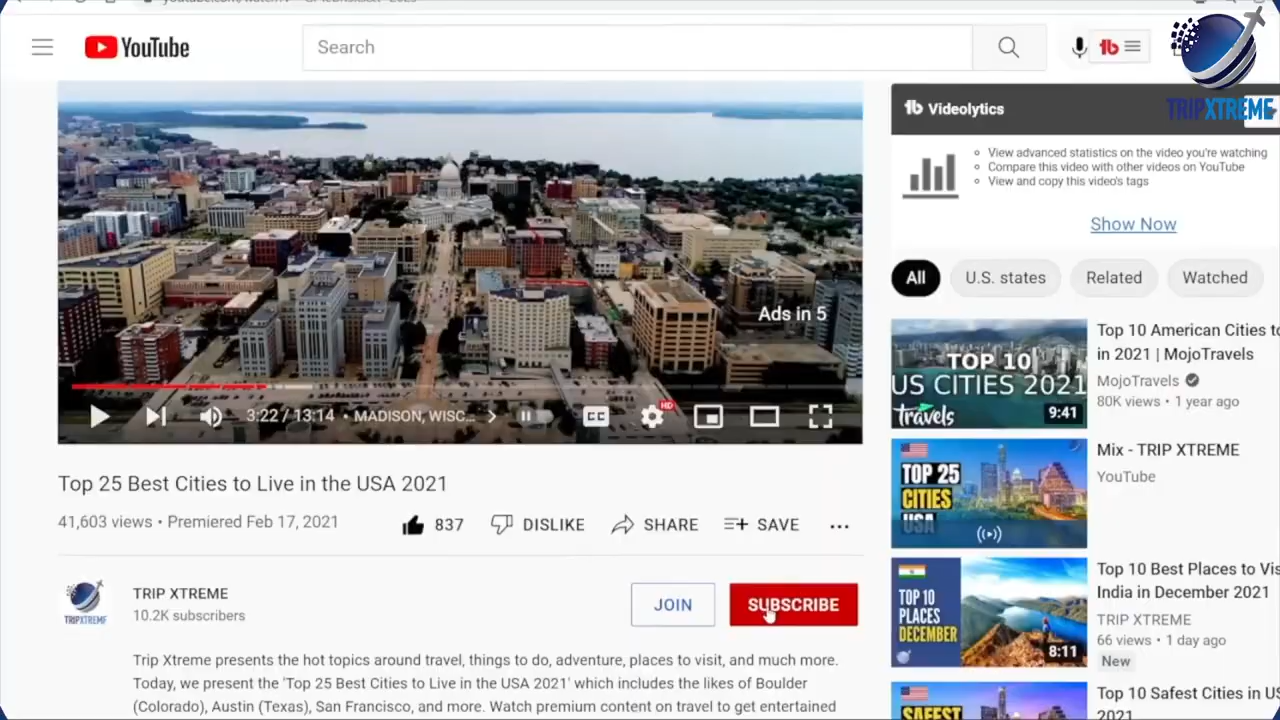 YouTube
Search
TRIPXTREME
Videolytics
View advanced statistics on the video you're watching
Compare this video with other videos on YouTube
View and copy this video's tags
Show Now
All
U.S. states
Related
Watched
Ads in 5
3:22 / 13:14 • MADISON, WISC...
CC
HD
Top 25 Best Cities to Live in the USA 2021
41,603 views • Premiered Feb 17, 2021
837
DISLIKE
SHARE
SAVE
TRIP XTREME
10.2K subscribers
JOIN
SUBSCRIBE
TRIPXTREME
Trip Xtreme presents the hot topics around travel, things to do, adventure, places to visit, and much more.
Today, we present the 'Top 25 Best Cities to Live in the USA 2021' which includes the likes of Boulder
(Colorado), Austin (Texas), San Francisco, and more. Watch premium content on travel to get entertained
TOP 10
US CITIES 2021
travels
9:41
Top 10 American Cities to
in 2021 | MojoTravels
MojoTravels
80K views • 1 year ago
TOP 25
CITIES
USA
Mix - TRIP XTREME
YouTube
TOP 10
PLACES
DECEMBER
8:11
Top 10 Best Places to Vis
India in December 2021
TRIP XTREME
66 views • 1 day ago
New
SAFEST
Top 10 Safest Cities in US
2021